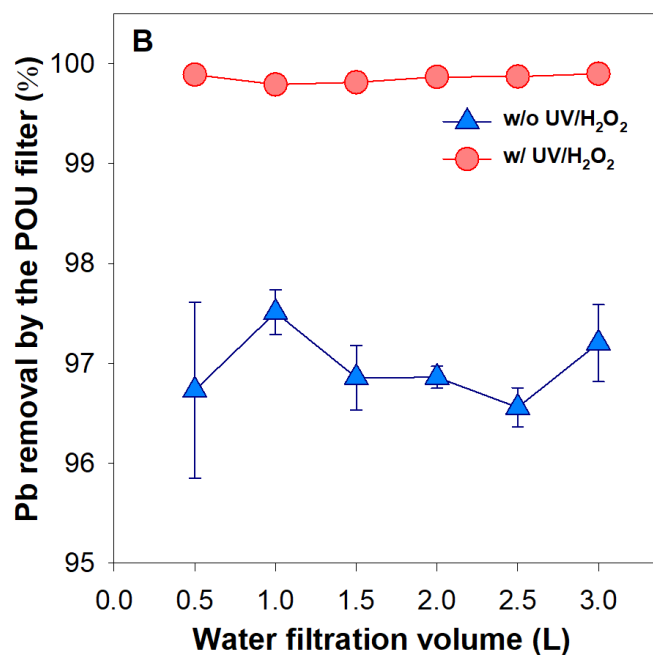 B
100
99
98
97
96
95
Pb removal by the POU filter (%)
w/o UV/H₂O₂
w/ UV/H₂O₂
0.0 0.5 1.0 1.5 2.0 2.5 3.0
Water filtration volume (L)